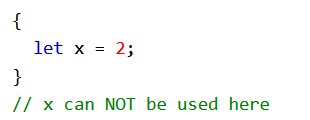 {
  let x = 2;
}
// x can NOT be used here